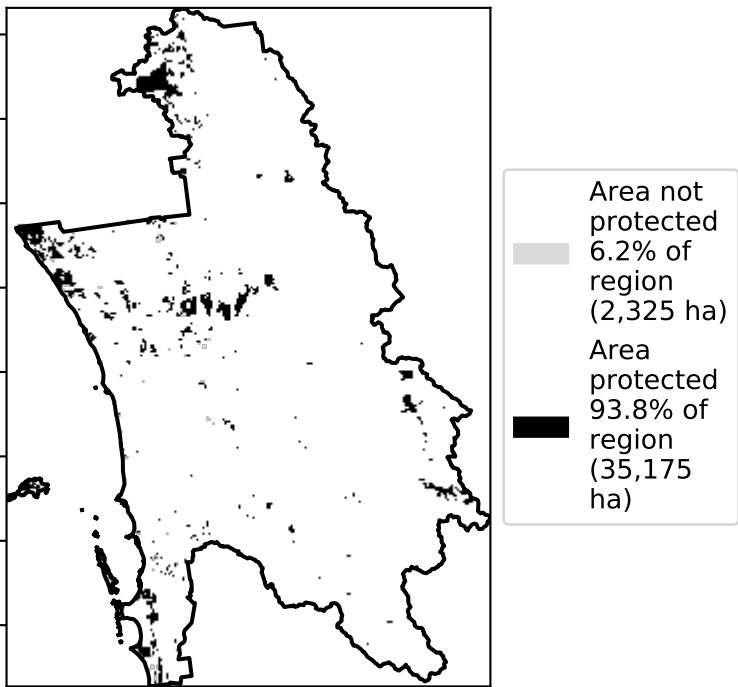 Area not
protected
6.2% of
region
(2,325 ha)
Area
protected
93.8% of
region
(35,175
ha)